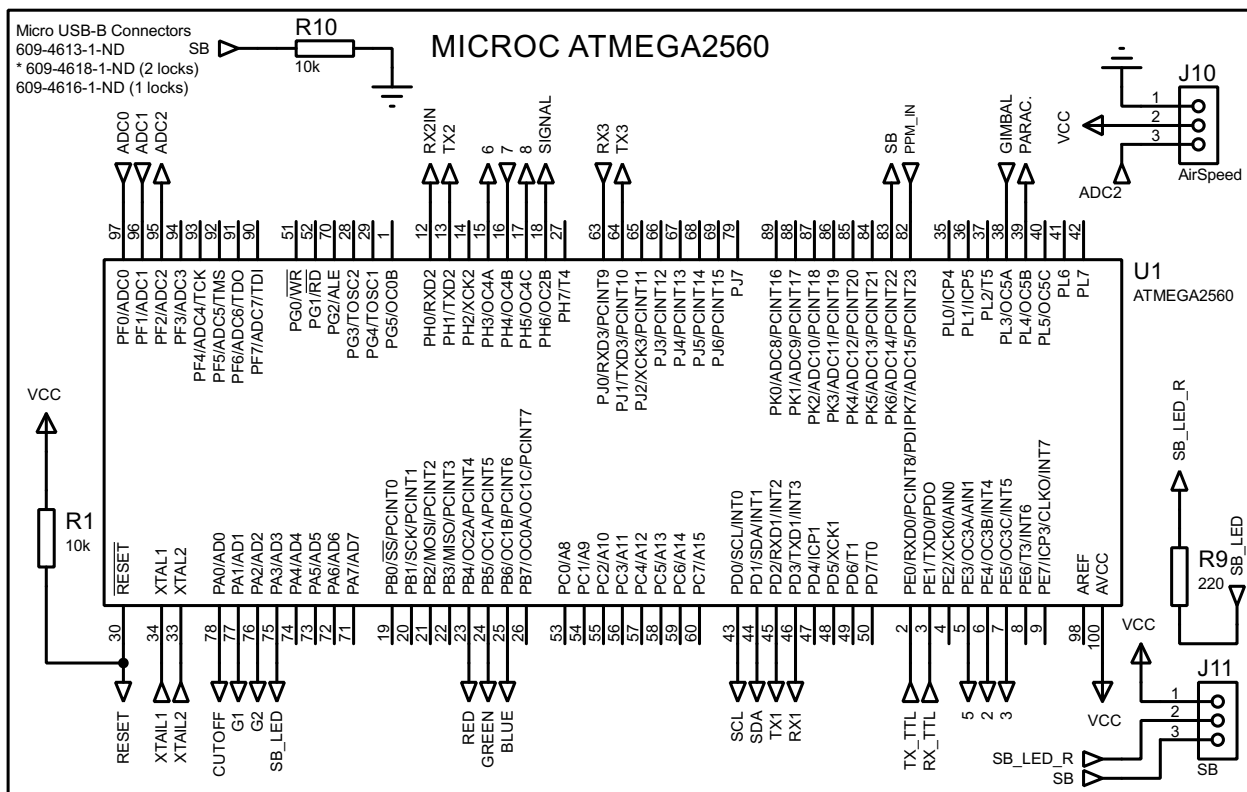 Micro USB-B Connectors
609-4613-1-ND
* 609-4618-1-ND (2 locks)
609-4616-1-ND (1 locks)
SB
R10
10k
MICROC ATMEGA2560
J10
1
2
3
VCC
ADC2
AirSpeed
ADC0
ADC1
ADC2
RX2IN
TX2
6
7
8
SIGNAL
RX3
TX3
SB
PPM_IN
GIMBAL
PARAC.
97
96
95
94
93
92
91
90
51
52
70
28
29
1
12
13
14
15
16
17
18
27
63
64
65
66
67
68
69
79
89
88
87
86
85
84
83
82
35
36
37
38
39
40
41
42
U1
ATMEGA2560
PF0/ADC0
PF1/ADC1
PF2/ADC2
PF3/ADC3
PF4/ADC4/TCK
PF5/ADC5/TMS
PF6/ADC6/TDO
PF7/ADC7/TDI
PG0/WR
PG1/RD
PG2/ALE
PG3/TOSC2
PG4/TOSC1
PG5/OC0B
PH0/RXD2
PH1/TXD2
PH2/XCK2
PH3/OC4A
PH4/OC4B
PH5/OC4C
PH6/OC2B
PH7/T4
PJ0/RXD3/PCINT9
PJ1/TXD3/PCINT10
PJ2/XCK3/PCINT11
PJ3/PCINT12
PJ4/PCINT13
PJ5/PCINT14
PJ6/PCINT15
PJ7
PK0/ADC8/PCINT16
PK1/ADC9/PCINT17
PK2/ADC10/PCINT18
PK3/ADC11/PCINT19
PK4/ADC12/PCINT20
PK5/ADC13/PCINT21
PK6/ADC14/PCINT22
PK7/ADC15/PCINT23
PL0/ICP4
PL1/ICP5
PL2/T5
PL3/OC5A
PL4/OC5B
PL5/OC5C
PL6
PL7
VCC
R1
10k
RESET
XTAL1
XTAL2
PA0/AD0
PA1/AD1
PA2/AD2
PA3/AD3
PA4/AD4
PA5/AD5
PA6/AD6
PA7/AD7
PB0/SS/PCINT0
PB1/SCK/PCINT1
PB2/MOSI/PCINT2
PB3/MISO/PCINT3
PB4/OC2A/PCINT4
PB5/OC1A/PCINT5
PB6/OC1B/PCINT6
PB7/OC0A/OC1C/PCINT7
PC0/A8
PC1/A9
PC2/A10
PC3/A11
PC4/A12
PC5/A13
PC6/A14
PC7/A15
PD0/SCL/INT0
PD1/SDA/INT1
PD2/RXD1/INT2
PD3/TXD1/INT3
PD4/ICP1
PD5/XCK1
PD6/T1
PD7/T0
PE0/RXD0/PCINT8/PDI
PE1/TXD0/PDO
PE2/XCK0/AIN0
PE3/OC3A/AIN1
PE4/OC3B/INT4
PE5/OC3C/INT5
PE6/T3/INT6
PE7/ICP3/CLKO/INT7
AREF
AVCC
SB_LED_R
R9
220
SB_LED
30
34
33
78
77
76
75
74
73
72
71
19
20
21
22
23
24
25
26
53
54
55
56
57
58
59
60
43
44
45
46
47
48
49
50
2
3
4
5
6
7
8
9
98
100
RESET
XTAIL1
XTAIL2
CUTOFF
G1
G2
SB_LED
RED
GREEN
BLUE
SCL
SDA
TX1
RX1
TX_TTL
RX_TTL
5
2
3
VCC
VCC
J11
1
2
3
SB_LED_R
SB
SB